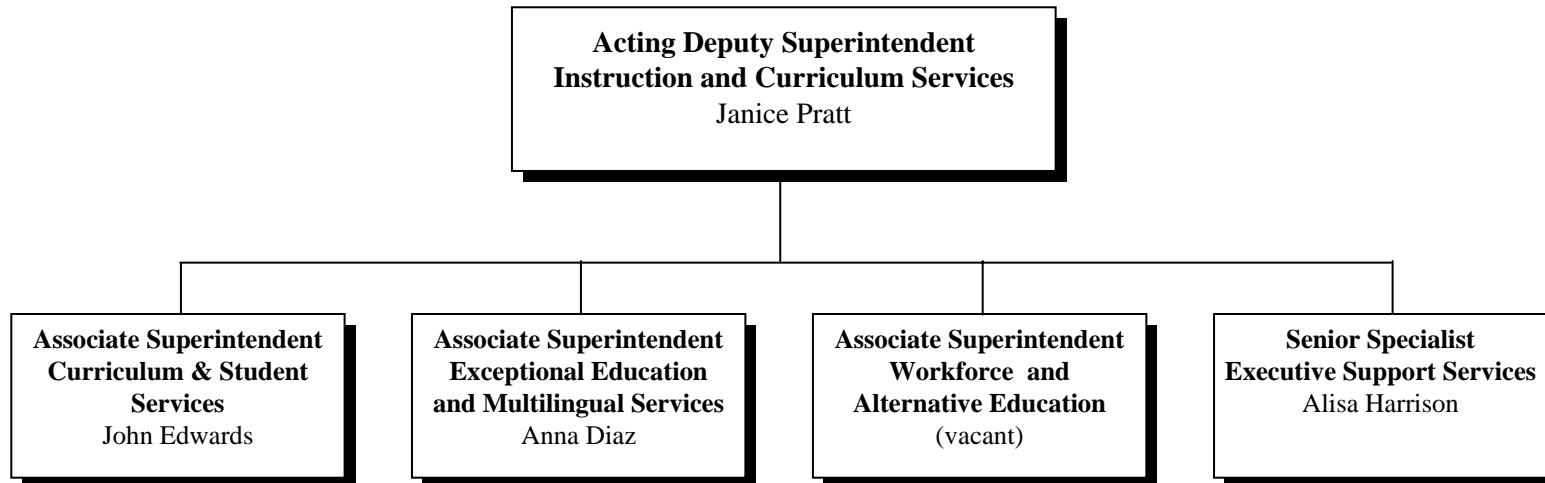 Acting Deputy Superintendent
Instruction and Curriculum Services
Janice Pratt
Associate Superintendent
Curriculum & Student
Services
John Edwards
Associate Superintendent
Exceptional Education
and Multilingual Services
Anna Diaz
Associate Superintendent
Workforce and
Alternative Education
(vacant)
Senior Specialist
Executive Support Services
Alisa Harrison